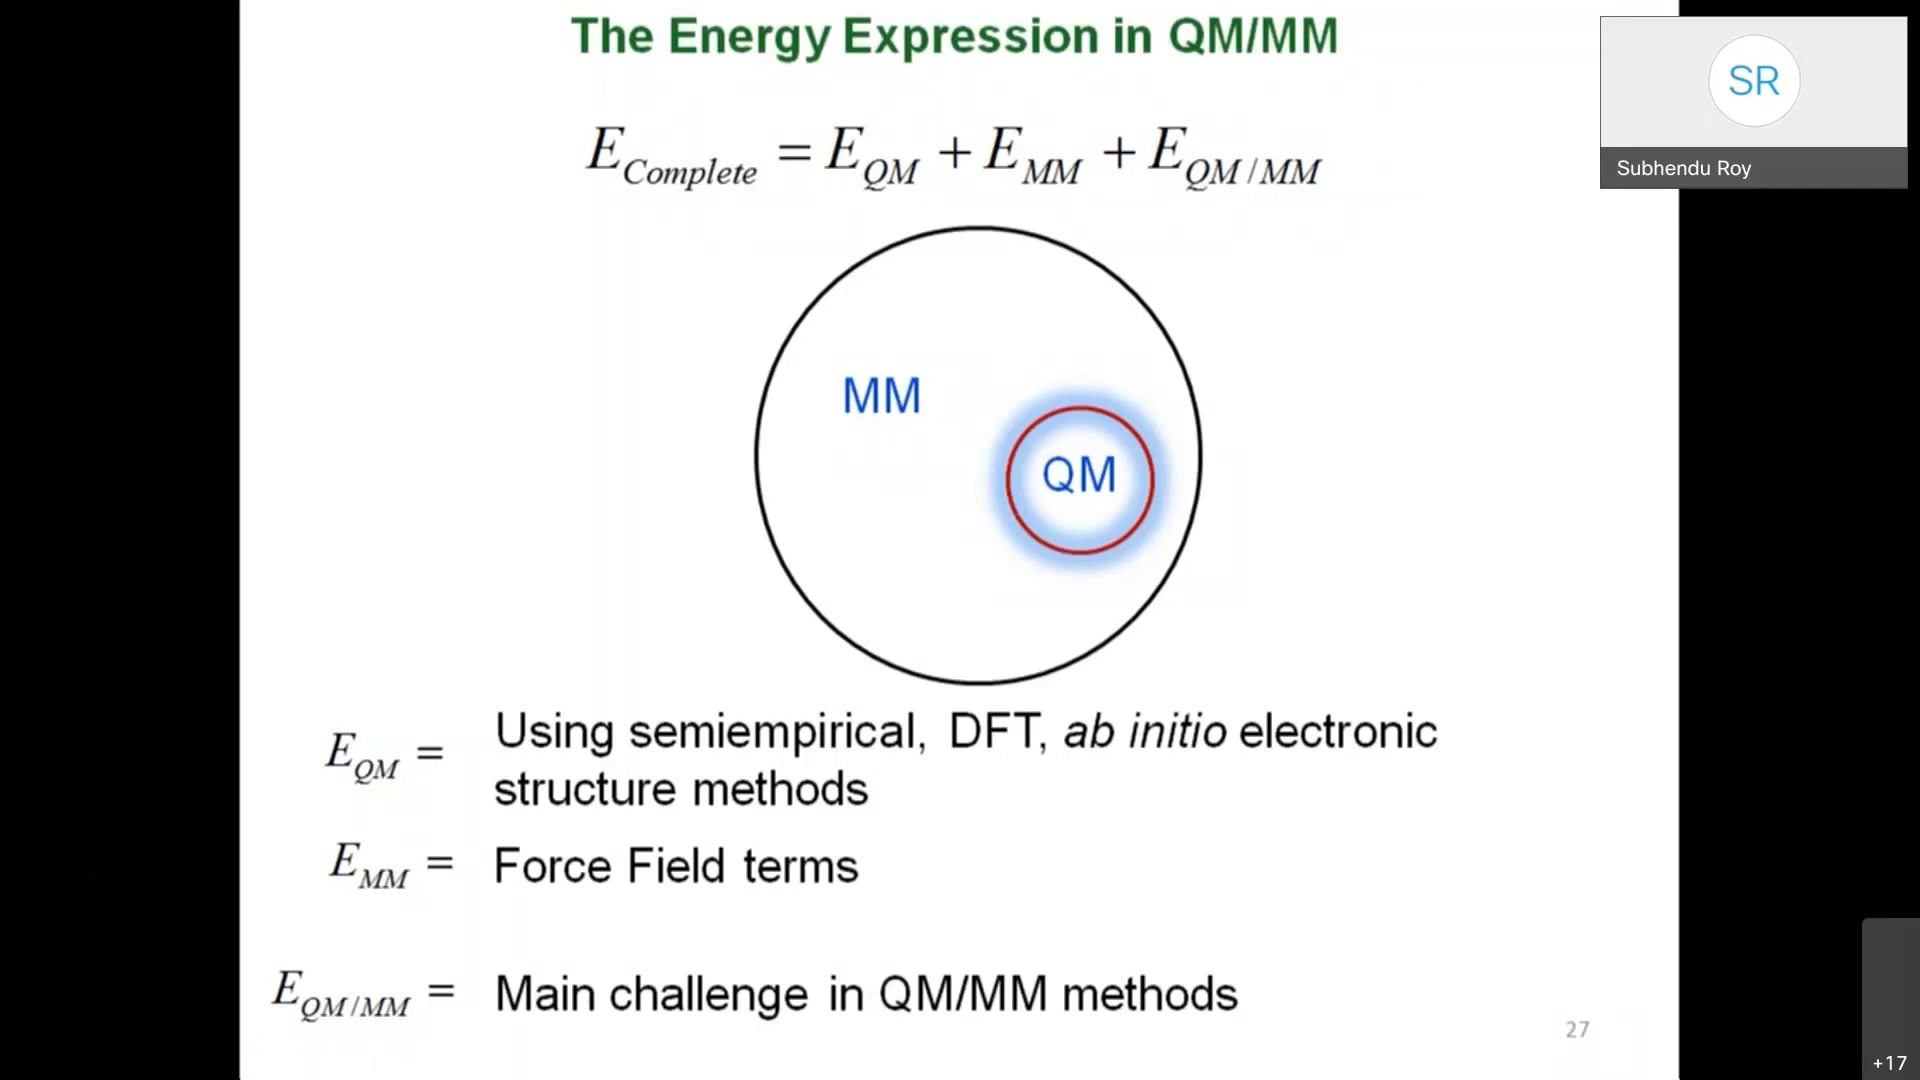 The Energy Expression in QM/MM
E_Complete = E_QM + E_MM + E_QM/MM
SR
Subhendu Roy
MM
QM
E_QM = Using semiempirical, DFT, ab initio electronic
structure methods
E_MM = Force Field terms
E_QM/MM = Main challenge in QM/MM methods
27
+17